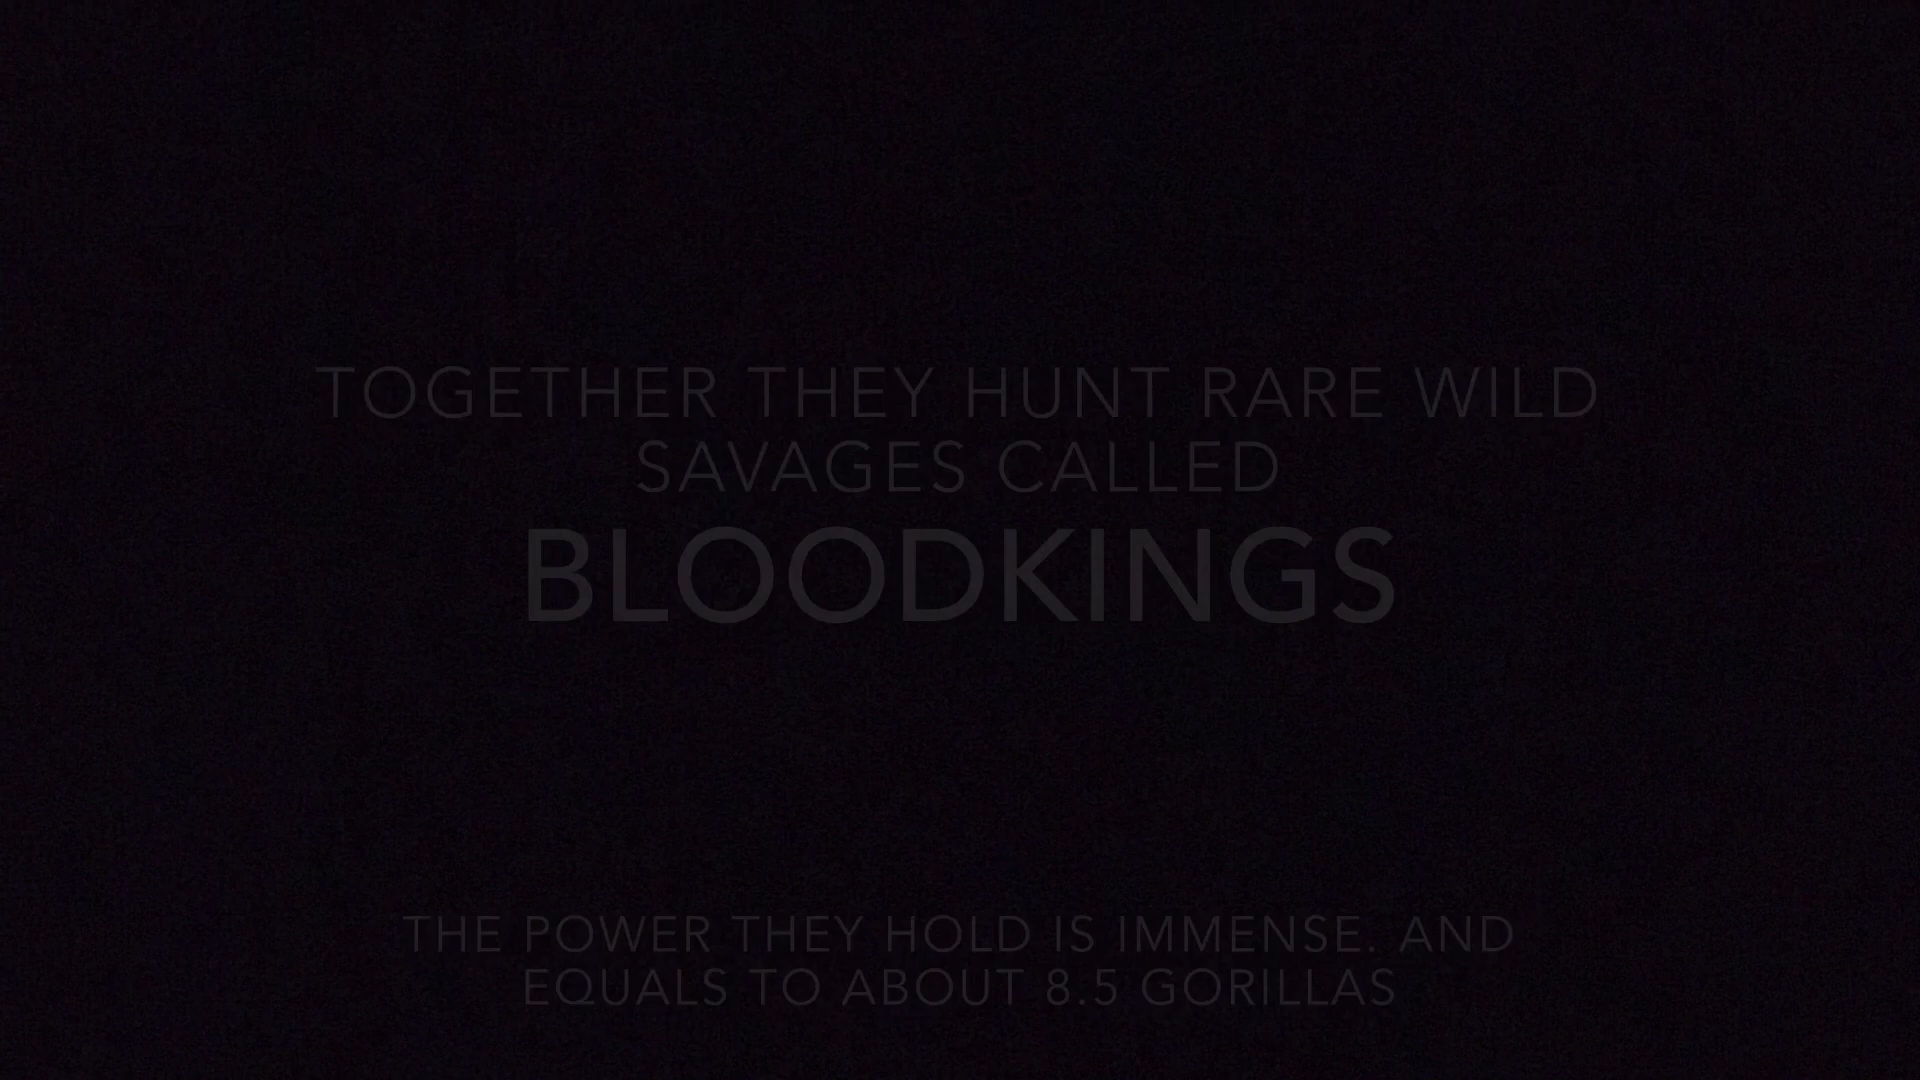 TOGETHER THEY HUNT RARE WILD
SAVAGES CALLED
BLOODKINGS
THE POWER THEY HOLD IS IMMENSE. AND
EQUALS TO ABOUT 8.5 GORILLAS